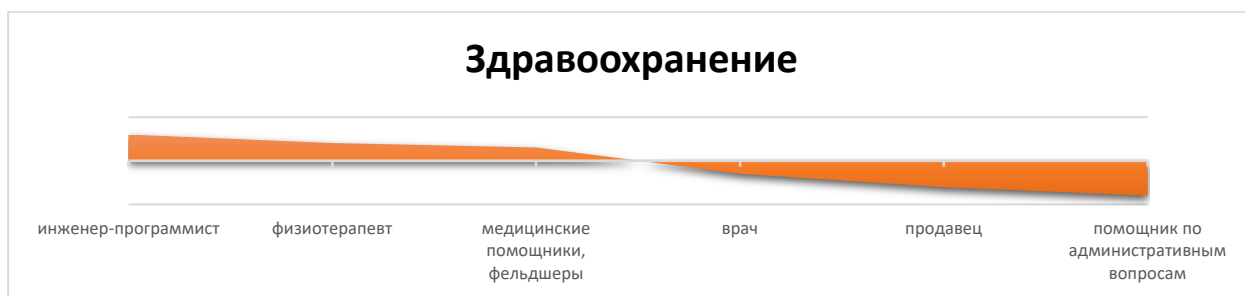 Здравоохранение
инженер-программист
физиотерапевт
медицинские
помощники,
фельдшеры
врач
продавец
помощник по
административным
вопросам